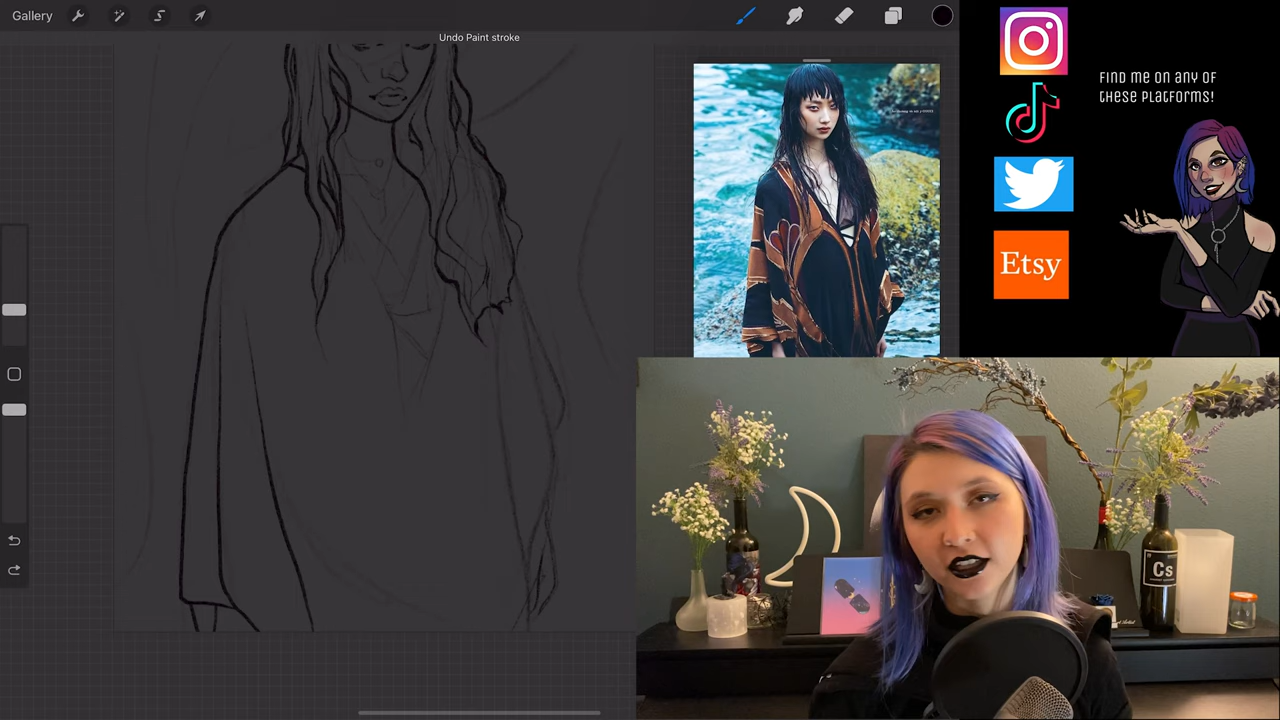 Gallery
Undo Paint stroke
Find me on any of
these platforms!
Etsy
Cs